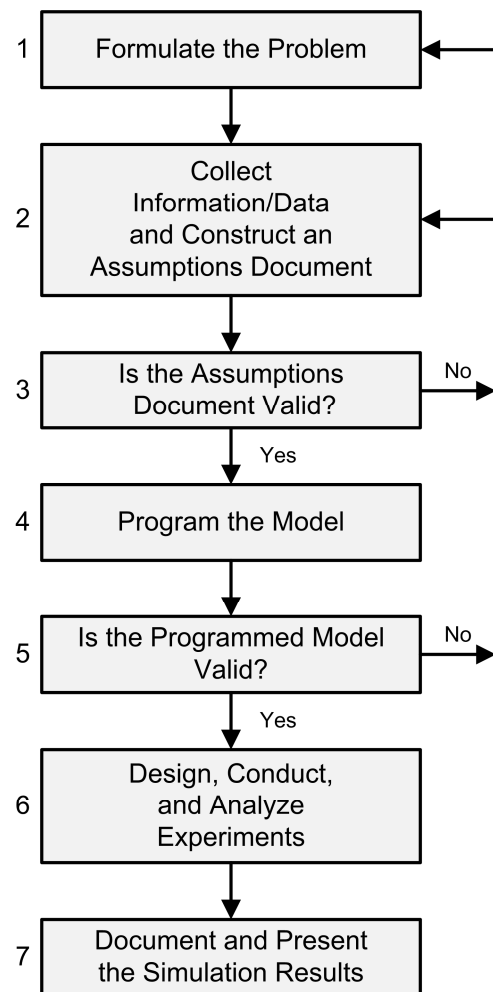 1
Formulate the Problem
2
Collect
Information/Data
and Construct an
Assumptions Document
3
Is the Assumptions
Document Valid?
No
Yes
4
Program the Model
5
Is the Programmed Model
Valid?
No
Yes
6
Design, Conduct,
and Analyze
Experiments
7
Document and Present
the Simulation Results